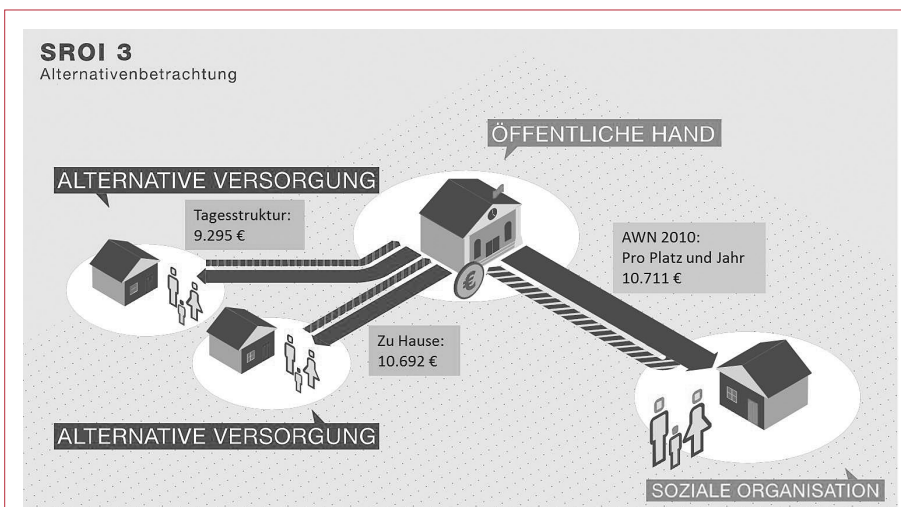 SROI 3
Alternativenbetrachtung
ÖFFENTLICHE HAND
ALTERNATIVE VERSORGUNG
Tagesstruktur:
9.295 €
AWN 2010:
Pro Platz und Jahr
10.711 €
€
Zu Hause:
10.692 €
ALTERNATIVE VERSORGUNG
SOZIALE ORGANISATION